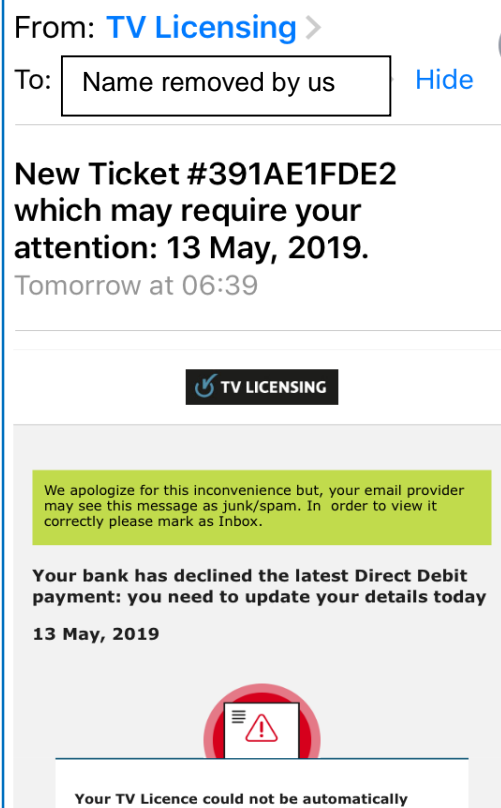 From: TV Licensing >
To: Name removed by us Hide
New Ticket #391AE1FDE2
which may require your
attention: 13 May, 2019.
Tomorrow at 06:39
TV LICENSING
We apologize for this inconvenience but, your email provider
may see this message as junk/spam. In order to view it
correctly please mark as Inbox.
Your bank has declined the latest Direct Debit
payment: you need to update your details today
13 May, 2019
Your TV Licence could not be automatically